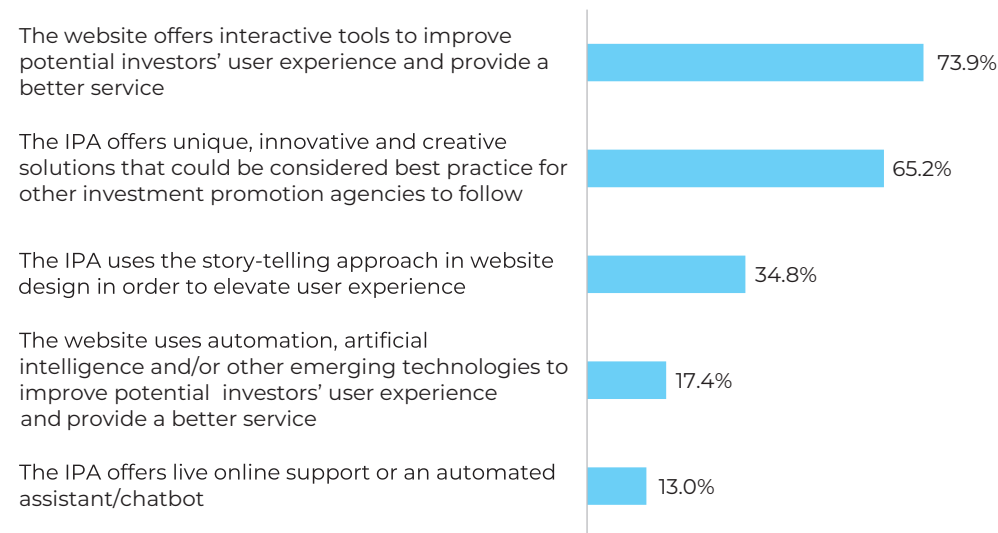 The website offers interactive tools to improve
potential investors’ user experience and provide a
better service
73.9%
The IPA offers unique, innovative and creative
solutions that could be considered best practice for
other investment promotion agencies to follow
65.2%
The IPA uses the story-telling approach in website
design in order to elevate user experience
34.8%
The website uses automation, artificial
intelligence and/or other emerging technologies to
improve potential  investors’ user experience
and provide a better service
17.4%
The IPA offers live online support or an automated
assistant/chatbot
13.0%